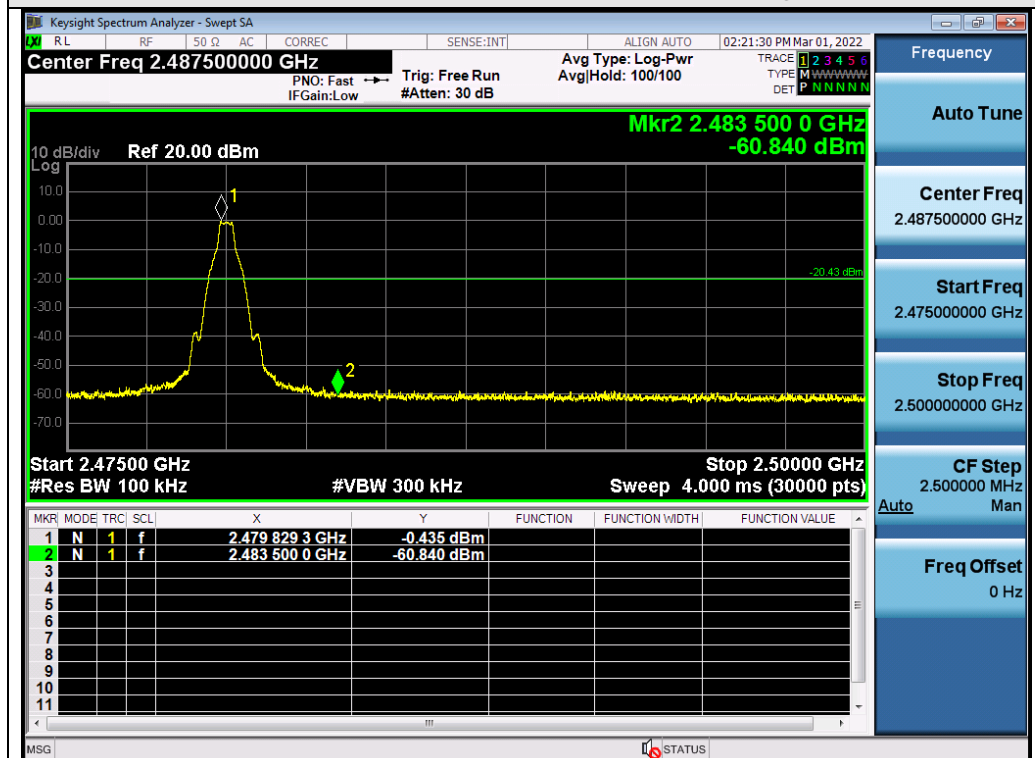 Keysight Spectrum Analyzer - Swept SA
LXI RL RF 50 Ω AC CORREC SENSE:INT ALIGN AUTO 02:21:30 PM Mar 01, 2022
Center Freq 2.487500000 GHz
PNO: Fast
IFGain:Low
Trig: Free Run
#Atten: 30 dB
Avg Type: Log-Pwr
Avg|Hold: 100/100
TRACE 1 2 3 4 5 6
TYPE M WWWWW
DET P N N N N N
Mkr2 2.483 500 0 GHz
-60.840 dBm
10 dB/div Ref 20.00 dBm
Log
10.0
0.00
-10.0
-20.0
-30.0
-40.0
-50.0
-60.0
-70.0
1
2
-20.43 dBm
Start 2.47500 GHz Stop 2.50000 GHz
#Res BW 100 kHz #VBW 300 kHz Sweep 4.000 ms (30000 pts)
MKR MODE TRC SCL X Y FUNCTION FUNCTION WIDTH FUNCTION VALUE
1 N 1 f 2.479 829 3 GHz -0.435 dBm
2 N 1 f 2.483 500 0 GHz -60.840 dBm
3
4
5
6
7
8
9
10
11
MSG STATUS
Frequency
Auto Tune
Center Freq
2.487500000 GHz
Start Freq
2.475000000 GHz
Stop Freq
2.500000000 GHz
CF Step
2.500000 MHz
Auto Man
Freq Offset
0 Hz